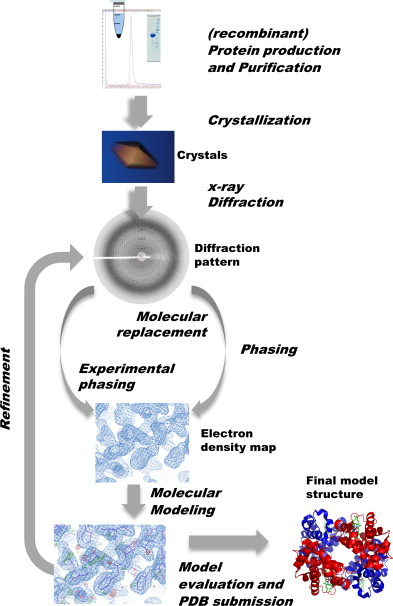 (recombinant)
Protein production
and Purification
Crystallization
Crystals
x-ray
Diffraction
Diffraction
pattern
Molecular
replacement
Phasing
Experimental
phasing
Refinement
Electron
density map
Molecular
Modeling
Final model
structure
Model
evaluation and
PDB submission